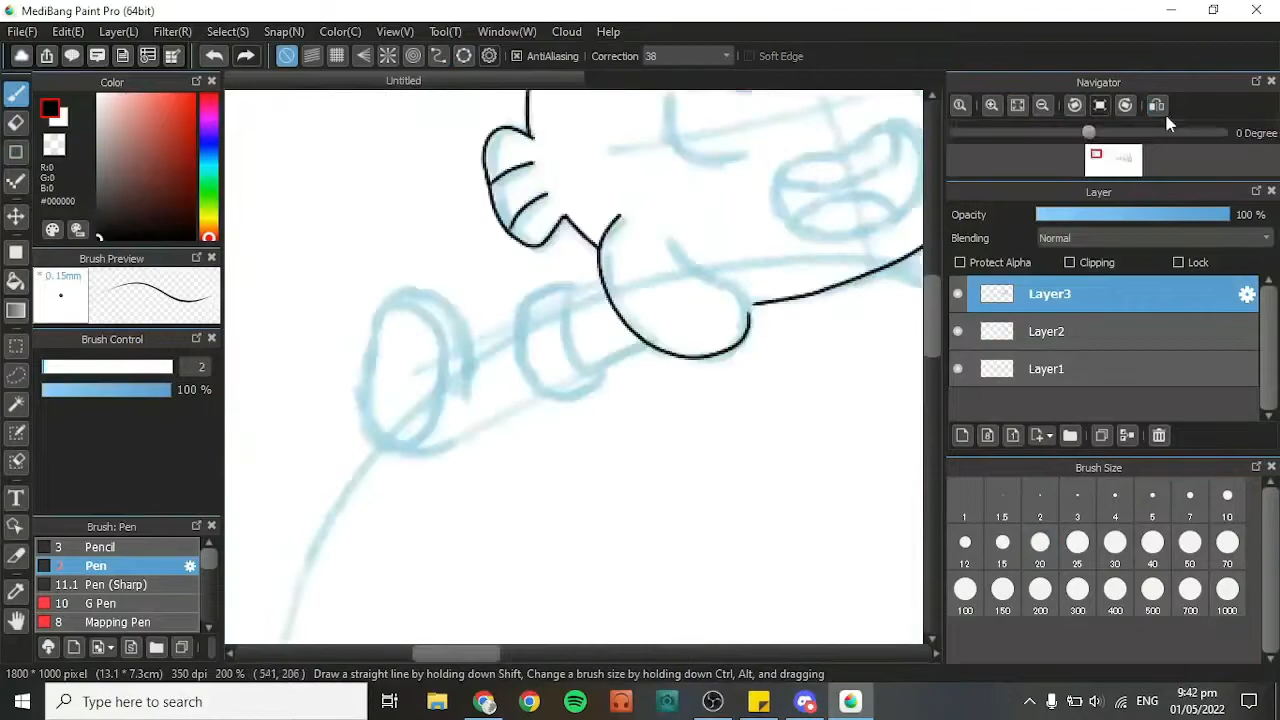 MediBang Paint Pro (64bit)
File(F) Edit(E) Layer(L) Filter(R) Select(S) Snap(N) Color(C) View(V) Tool(T) Window(W) Cloud Help
AntiAliasing Correction 38 Soft Edge
Color
Untitled
Navigator
R:0
G:0
B:0
#000000
0 Degree
Layer
Opacity 100 %
Blending Normal
Protect Alpha Clipping Lock
Brush Preview
0.15mm
Layer3
Layer2
Layer1
Brush Control
2
100 %
Brush Size
1 1.5 2 3 4 5 7 10
12 15 20 25 30 40 50 70
100 150 200 300 400 500 700 1000
Brush: Pen
3 Pencil
2 Pen
11.1 Pen (Sharp)
10 G Pen
8 Mapping Pen
1800 * 1000 pixel (13.1 * 7.3cm) 350 dpi 200 % ( 541, 206 ) Draw a straight line by holding down Shift, Change a brush size by holding down Ctrl, Alt, and dragging
Type here to search
ENG
9:42 pm
01/05/2022